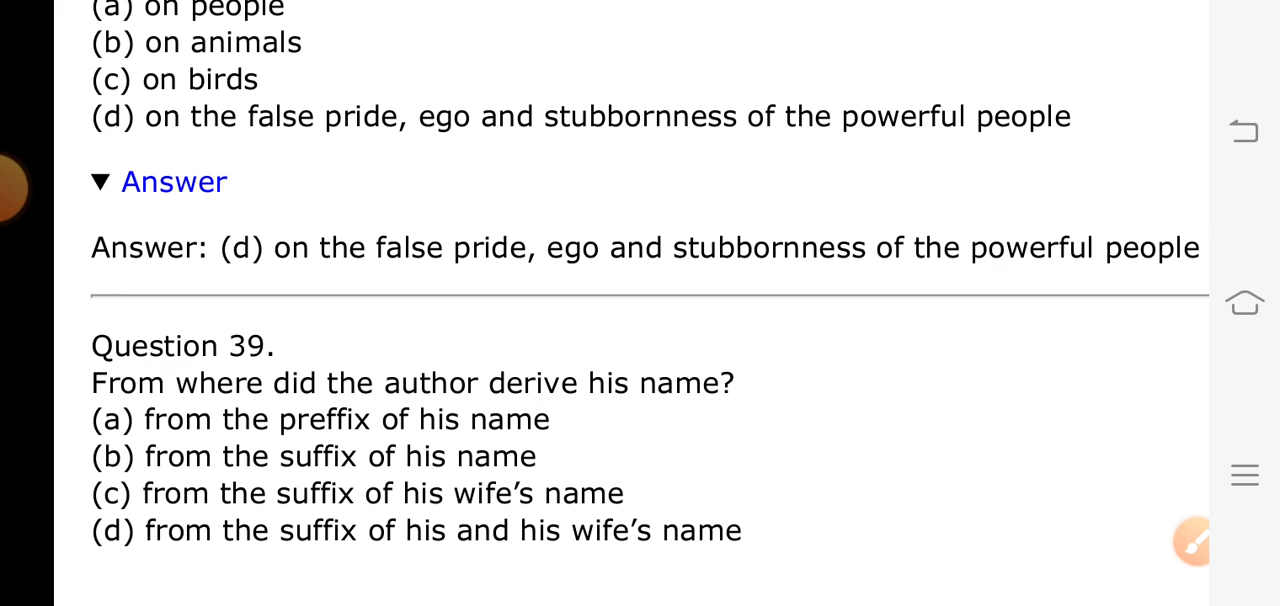 (a) on people
(b) on animals
(c) on birds
(d) on the false pride, ego and stubbornness of the powerful people
▼ Answer
Answer: (d) on the false pride, ego and stubbornness of the powerful people
Question 39.
From where did the author derive his name?
(a) from the preffix of his name
(b) from the suffix of his name
(c) from the suffix of his wife’s name
(d) from the suffix of his and his wife’s name